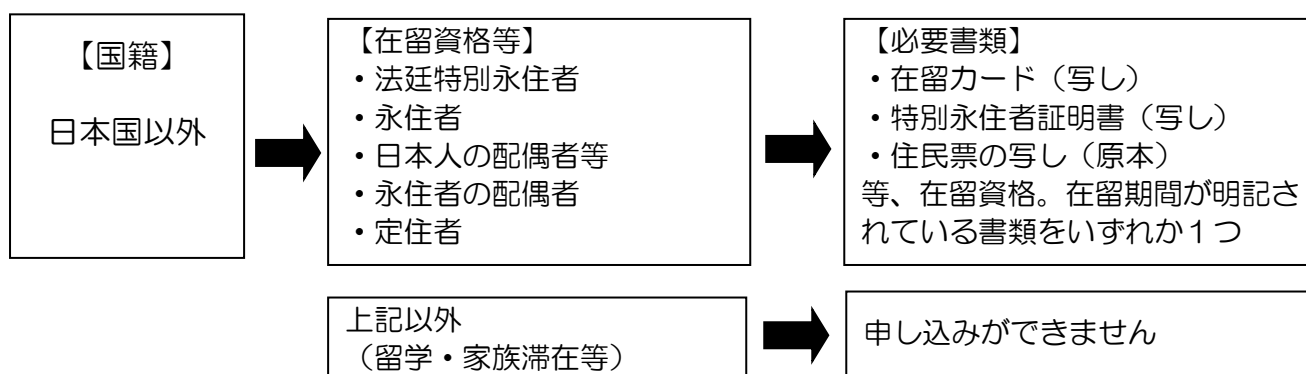 【国籍】
日本国以外
【在留資格等】
・法廷特別永住者
・永住者
・日本人の配偶者等
・永住者の配偶者
・定住者
【必要書類】
・在留カード（写し）
・特別永住者証明書（写し）
・住民票の写し（原本）
等、在留資格。在留期間が明記さ
れている書類をいずれか１つ
上記以外
（留学・家族滞在等）
申し込みができません